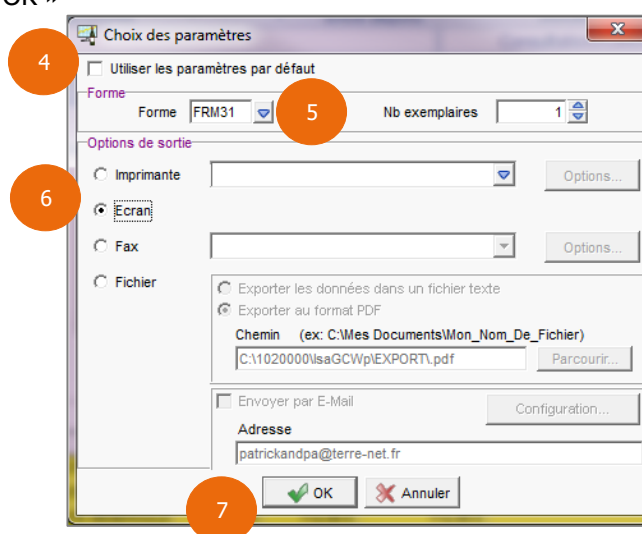 OK »
Choix des paramètres
4
Utiliser les paramètres par défaut
Forme
Forme FRM31 5 Nb exemplaires 1
Options de sortie
Imprimante Options...
6
Ecran
Fax Options...
Fichier
Exporter les données dans un fichier texte
Exporter au format PDF
Chemin (ex: C:\Mes Documents\Mon_Nom_De_Fichier)
C:\1020000\IsaGCWp\EXPORT\.pdf Parcourir...
Envoyer par E-Mail Configuration...
Adresse
patrickandpa@terre-net.fr
7 OK Annuler